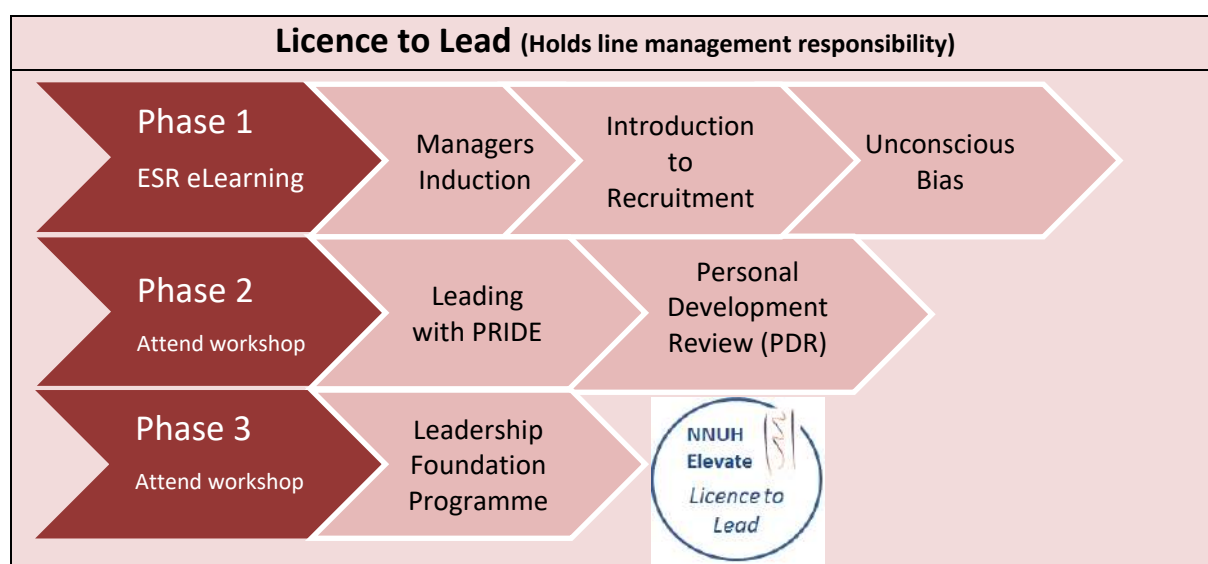 Licence to Lead (Holds line management responsibility)
Phase 1
ESR eLearning
Managers
Induction
Introduction
to
Recruitment
Unconscious
Bias
Phase 2
Attend workshop
Leading
with PRIDE
Personal
Development
Review (PDR)
Phase 3
Attend workshop
Leadership
Foundation
Programme
NNUH
Elevate
Licence to
Lead